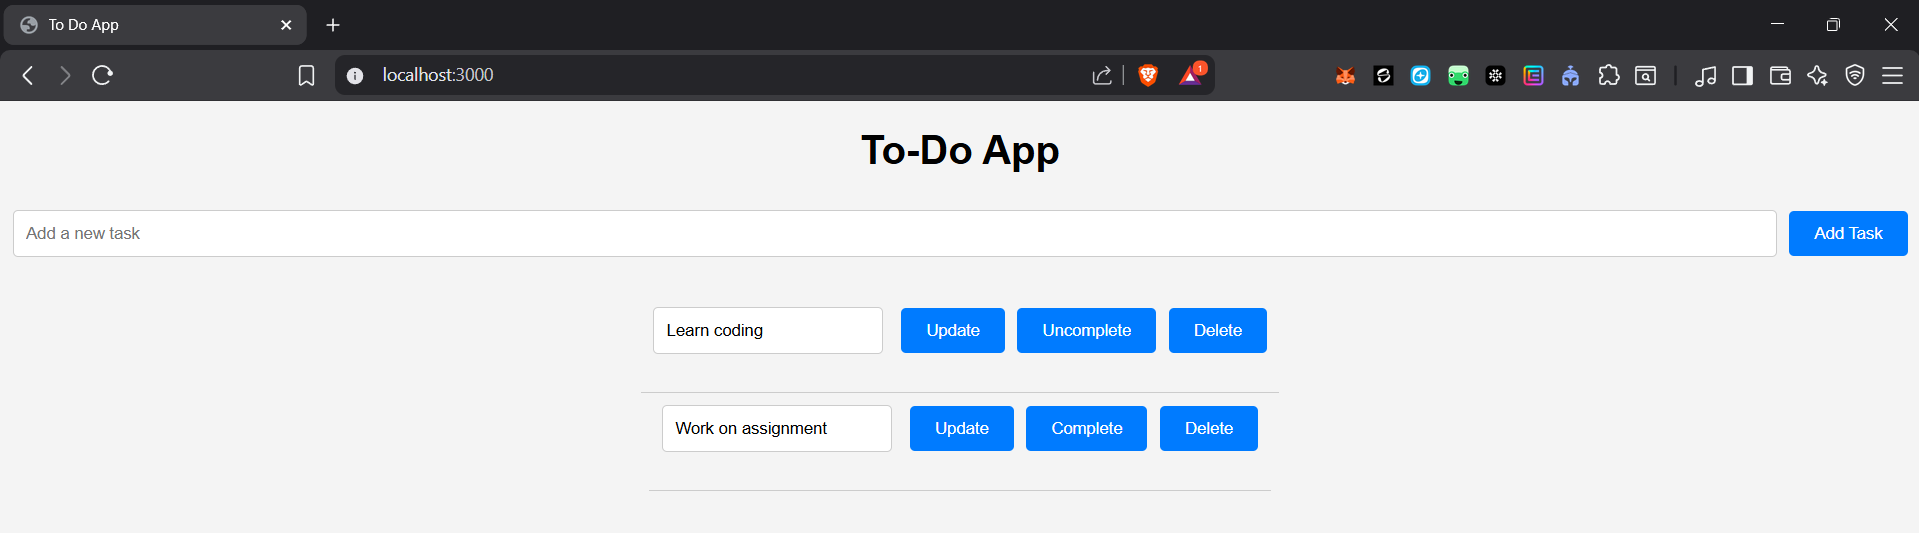 To Do App
localhost:3000
1
To-Do App
Add a new task Add Task
Learn coding Update Uncomplete Delete
Work on assignment Update Complete Delete